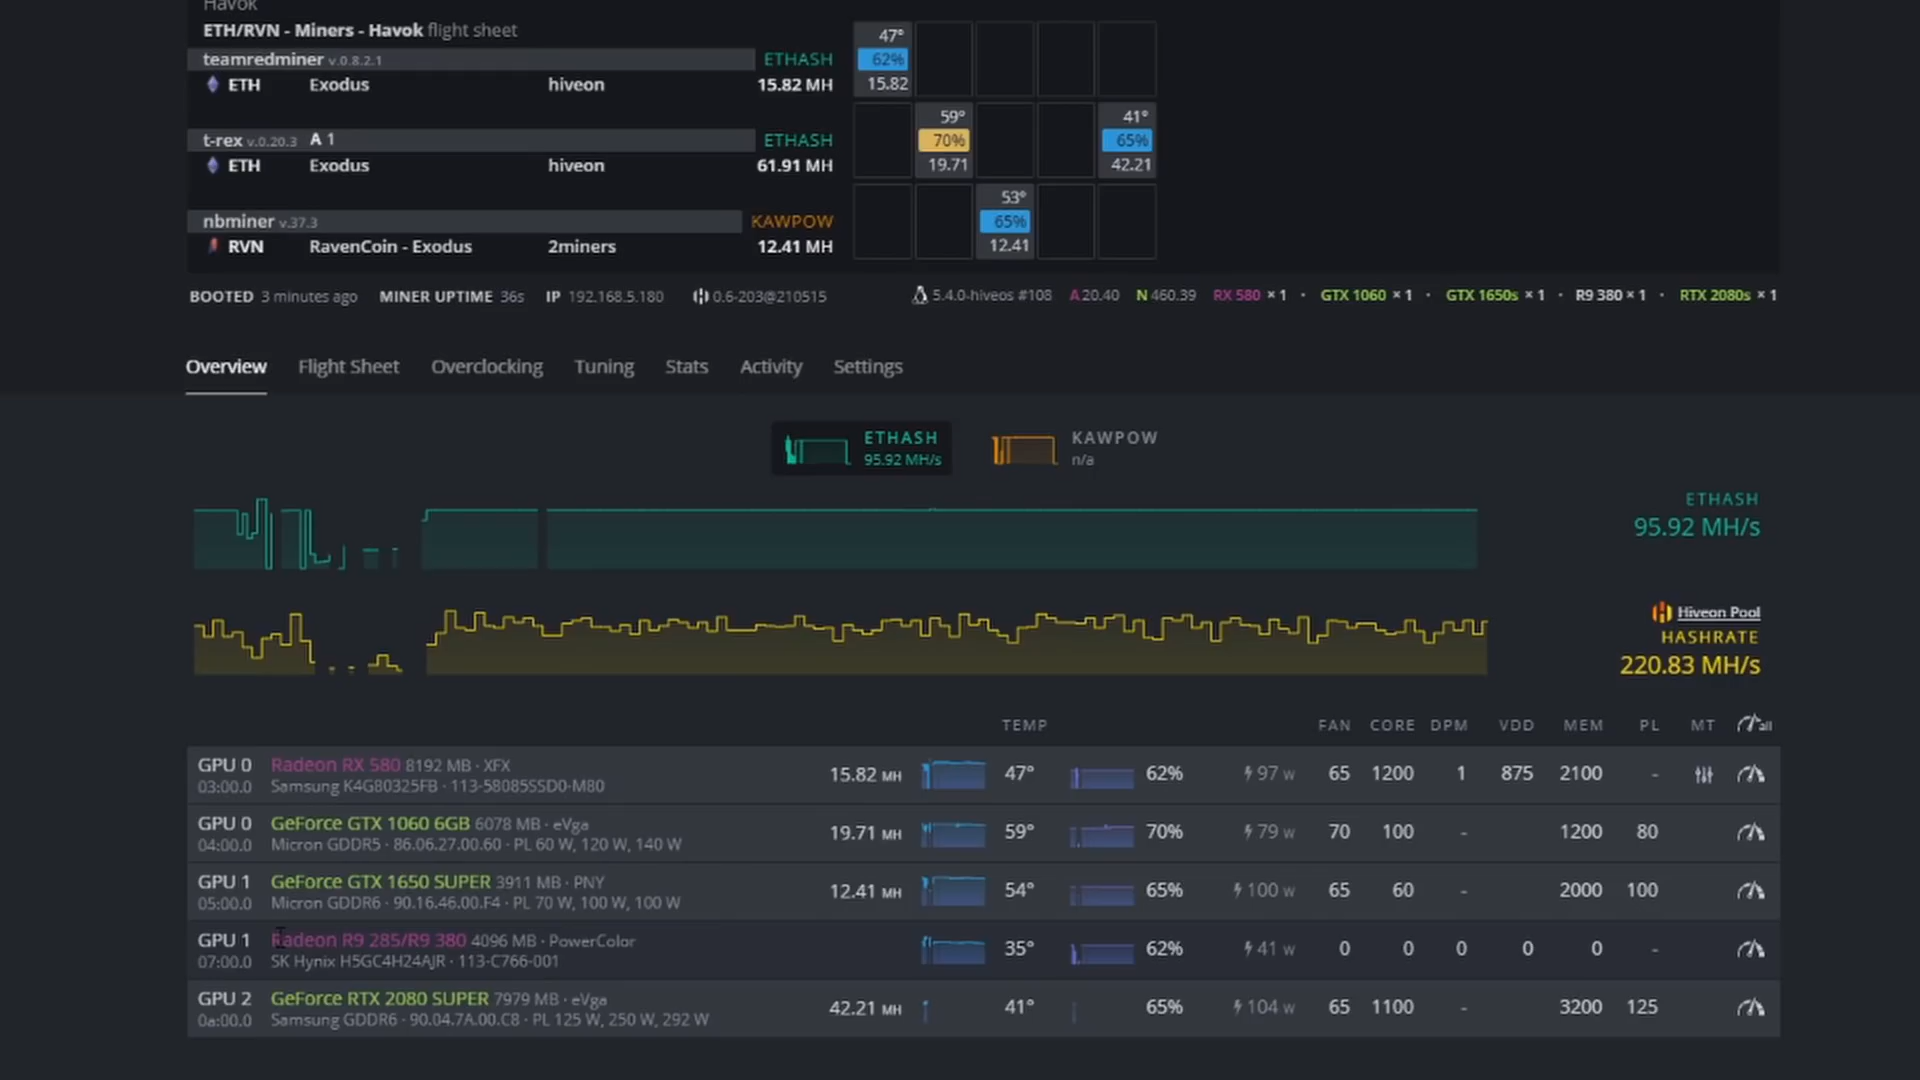 Havok
ETH/RVN - Miners - Havok flight sheet
teamredminer v.0.8.2.1 ETHASH
ETH Exodus hiveon 15.82 MH
47°
62%
15.82
t-rex v.0.20.3 A 1 ETHASH
ETH Exodus hiveon 61.91 MH
59° 41°
70% 65%
19.71 42.21
nbminer v.37.3 KAWPOW
RVN RavenCoin - Exodus 2miners 12.41 MH
53°
65%
12.41
BOOTED 3 minutes ago MINER UPTIME 36s IP 192.168.5.180 0.6-203@210515 5.4.0-hiveos #108 A 20.40 N 460.39 RX 580 × 1 · GTX 1060 × 1 · GTX 1650s × 1 · R9 380 × 1 · RTX 2080s × 1
Overview Flight Sheet Overclocking Tuning Stats Activity Settings
ETHASH KAWPOW
95.92 MH/s n/a
ETHASH
95.92 MH/s
Hiveon Pool
HASHRATE
220.83 MH/s
TEMP FAN CORE DPM VDD MEM PL MT all
GPU 0 Radeon RX 580 8192 MB · XFX 15.82 MH 47° 62% 97 W 65 1200 1 875 2100 -
03:00.0 Samsung K4G80325FB · 113-58085SSD0-M80
GPU 0 GeForce GTX 1060 6GB 6078 MB · eVga 19.71 MH 59° 70% 79 W 70 100 - 1200 80
04:00.0 Micron GDDR5 · 86.06.27.00.60 · PL 60 W, 120 W, 140 W
GPU 1 GeForce GTX 1650 SUPER 3911 MB · PNY 12.41 MH 54° 65% 100 W 65 60 - 2000 100
05:00.0 Micron GDDR6 · 90.16.46.00.F4 · PL 70 W, 100 W, 100 W
GPU 1 Radeon R9 285/R9 380 4096 MB · PowerColor 35° 62% 41 W 0 0 0 0 0 -
07:00.0 SK Hynix H5GC4H24AJR · 113-C766-001
GPU 2 GeForce RTX 2080 SUPER 7979 MB · eVga 42.21 MH 41° 65% 104 W 65 1100 - 3200 125
0a:00.0 Samsung GDDR6 · 90.04.7A.00.C8 · PL 125 W, 250 W, 292 W